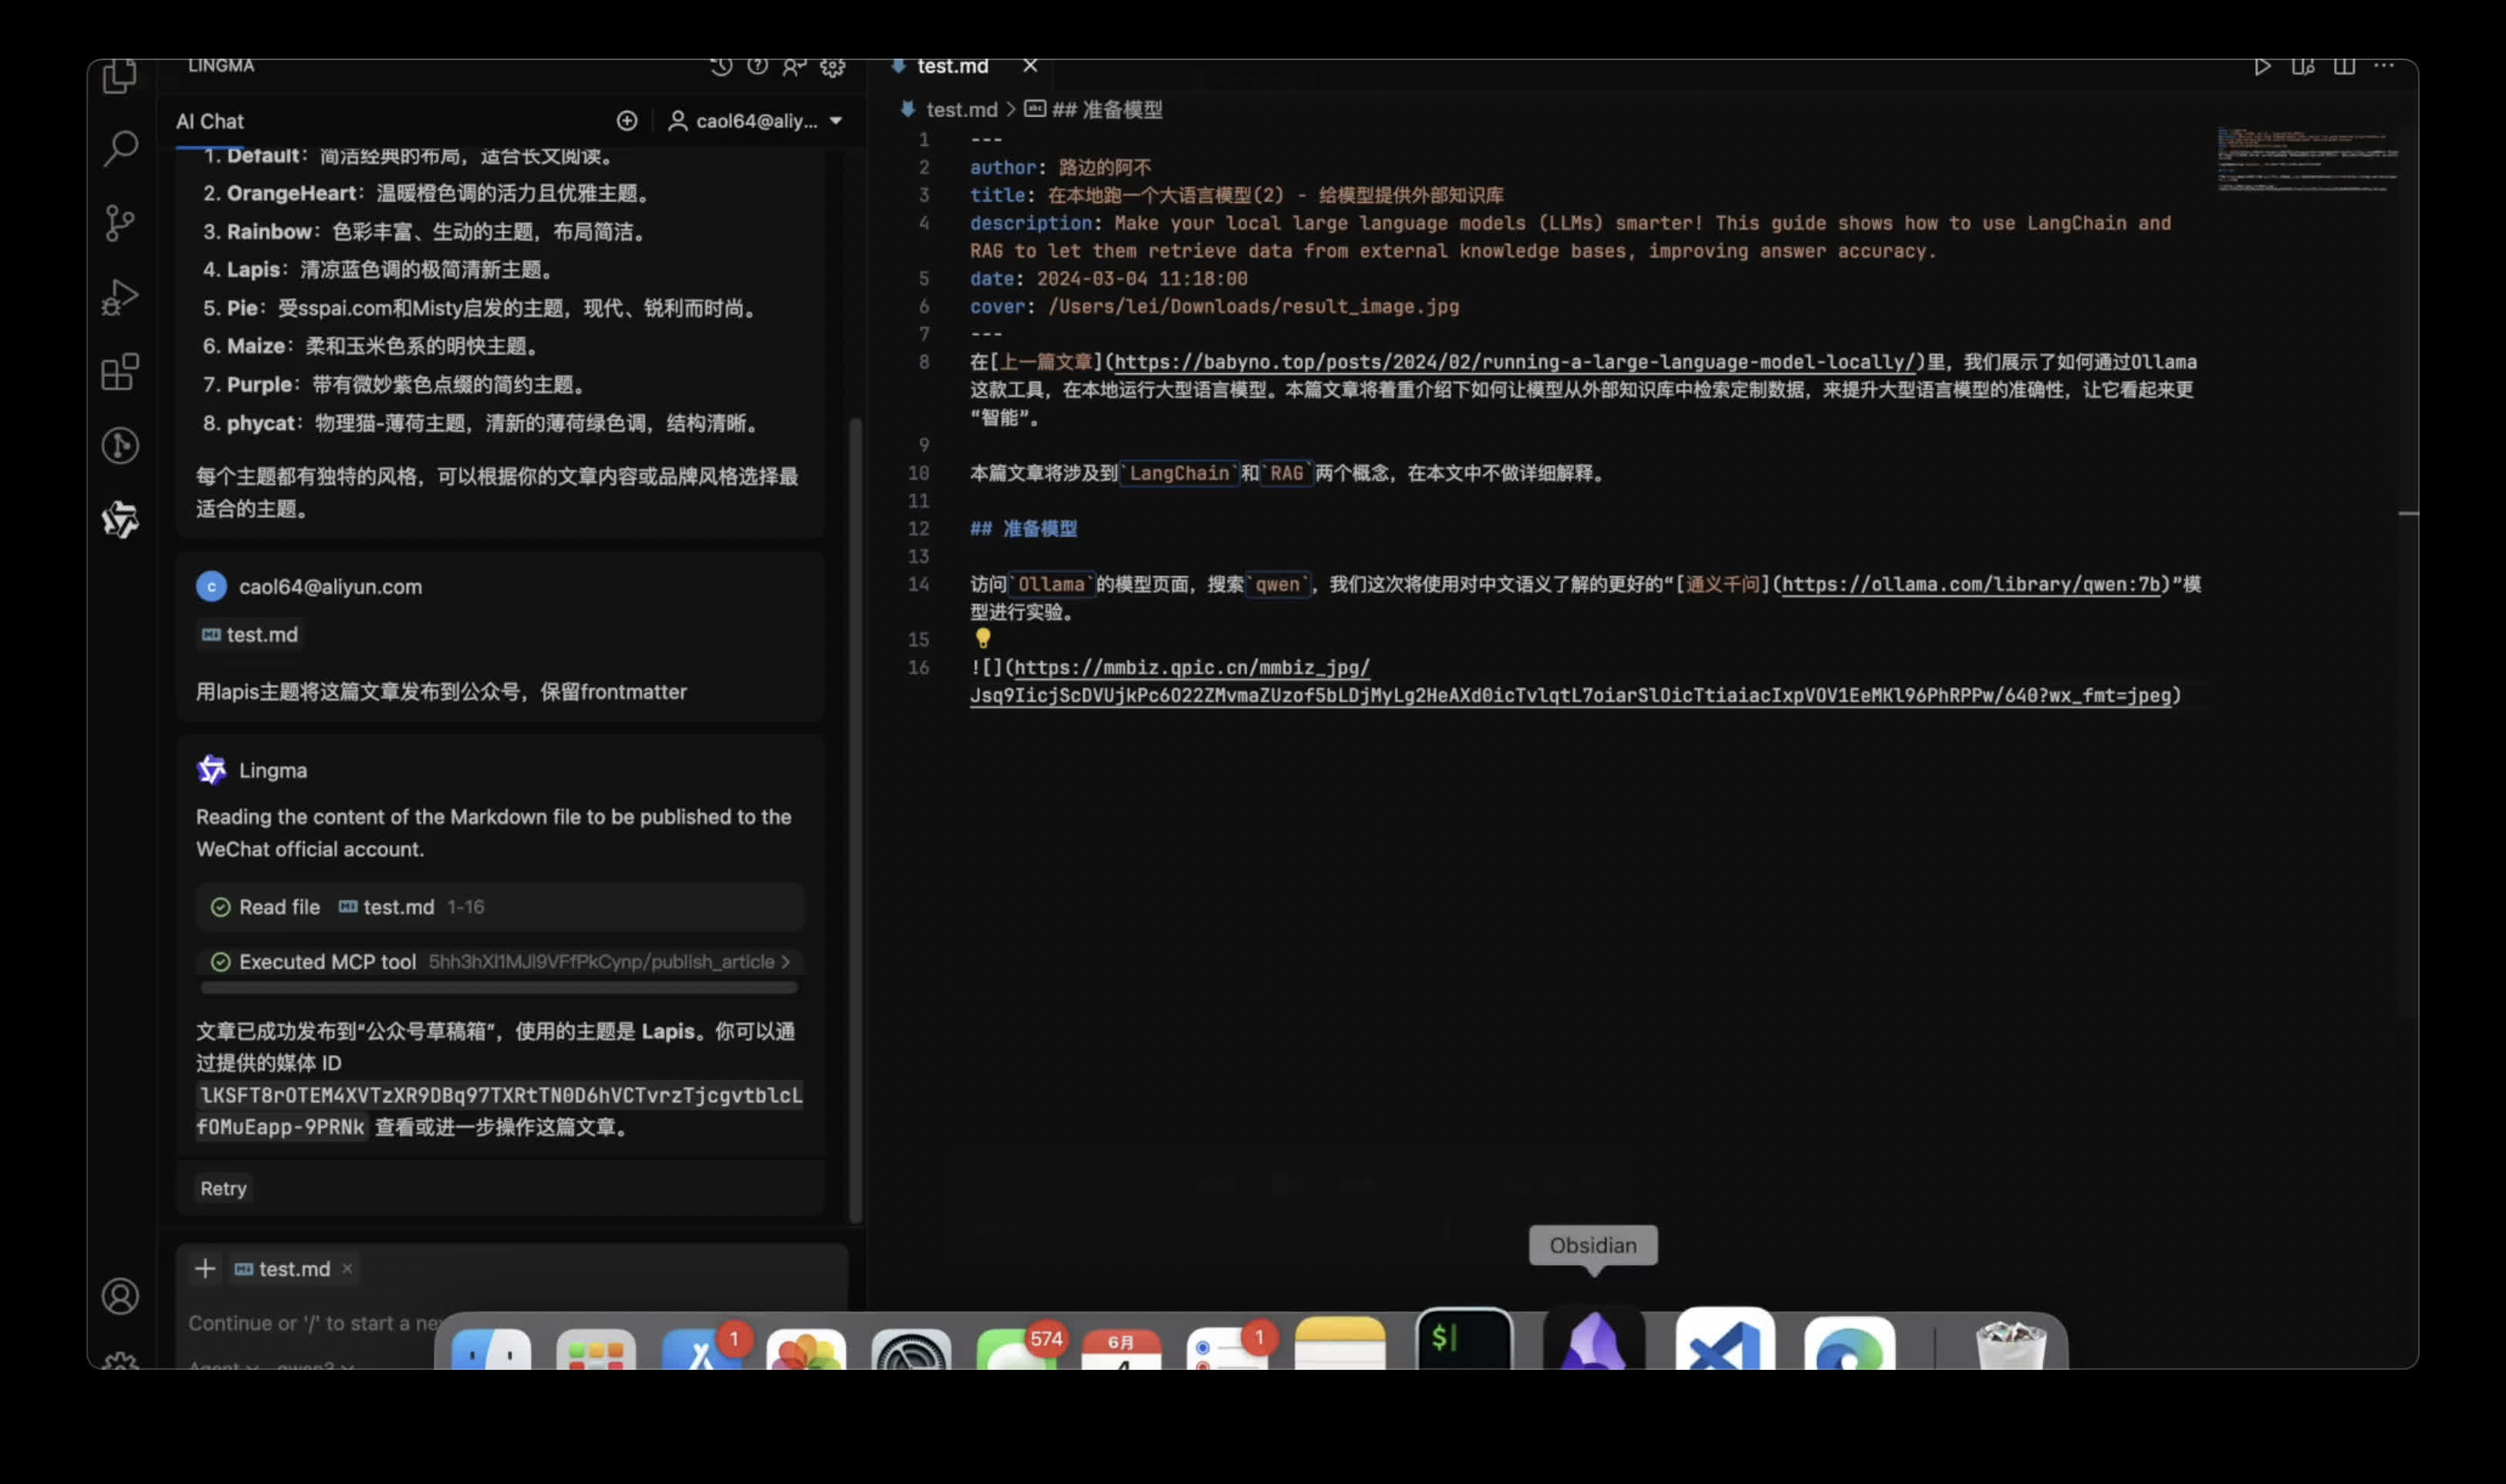 LINGMA
AI Chat
caol64@aliy...
1. Default：简洁经典的布局，适合长文阅读。
2. OrangeHeart：温暖橙色调的活力且优雅主题。
3. Rainbow：色彩丰富、生动的主题，布局简洁。
4. Lapis：清凉蓝色调的极简清新主题。
5. Pie：受sspai.com和Misty启发的主题，现代、锐利而时尚。
6. Maize：柔和玉米色系的明快主题。
7. Purple：带有微妙紫色点缀的简约主题。
8. phycat：物理猫-薄荷主题，清新的薄荷绿色调，结构清晰。
每个主题都有独特的风格，可以根据你的文章内容或品牌风格选择最
适合的主题。
c caol64@aliyun.com
test.md
用lapis主题将这篇文章发布到公众号，保留frontmatter
Lingma
Reading the content of the Markdown file to be published to the
WeChat official account.
Read file test.md 1-16
Executed MCP tool 5hh3hXl1MJl9VFfPkCynp/publish_article >
文章已成功发布到“公众号草稿箱”，使用的主题是 Lapis。你可以通
过提供的媒体 ID
lKSFT8rOTEM4XVTzXR9DBq97TXRtTN0D6hVCTvrzTjcgvtblcL
fOMuEapp-9PRNk 查看或进一步操作这篇文章。
Retry
test.md ×
Continue or '/' to start a ne
Agent qwen3
test.md ×
test.md > ## 准备模型
1 ---
2 author: 路边的阿不
3 title: 在本地跑一个大语言模型(2) - 给模型提供外部知识库
4 description: Make your local large language models (LLMs) smarter! This guide shows how to use LangChain and
RAG to let them retrieve data from external knowledge bases, improving answer accuracy.
5 date: 2024-03-04 11:18:00
6 cover: /Users/lei/Downloads/result_image.jpg
7 ---
8 在[上一篇文章](https://babyno.top/posts/2024/02/running-a-large-language-model-locally/)里，我们展示了如何通过Ollama
这款工具，在本地运行大型语言模型。本篇文章将着重介绍下如何让模型从外部知识库中检索定制数据，来提升大型语言模型的准确性，让它看起来更
“智能”。
9
10 本篇文章将涉及到`LangChain`和`RAG`两个概念，在本文中不做详细解释。
11
12 ## 准备模型
13
14 访问`Ollama`的模型页面，搜索`qwen`，我们这次将使用对中文语义了解的更好的“[通义千问](https://ollama.com/library/qwen:7b)”模
型进行实验。
15
16 ![](https://mmbiz.qpic.cn/mmbiz_jpg/
Jsq9IicjScDVUjkPc6O22ZMvmaZUzof5bLDjMyLg2HeAXd0icTvlqtL7oiarSlOicTtiaiacIxpVOV1EeMKl96PhRPPw/640?wx_fmt=jpeg)
Obsidian
1
574
6月
4
1
$